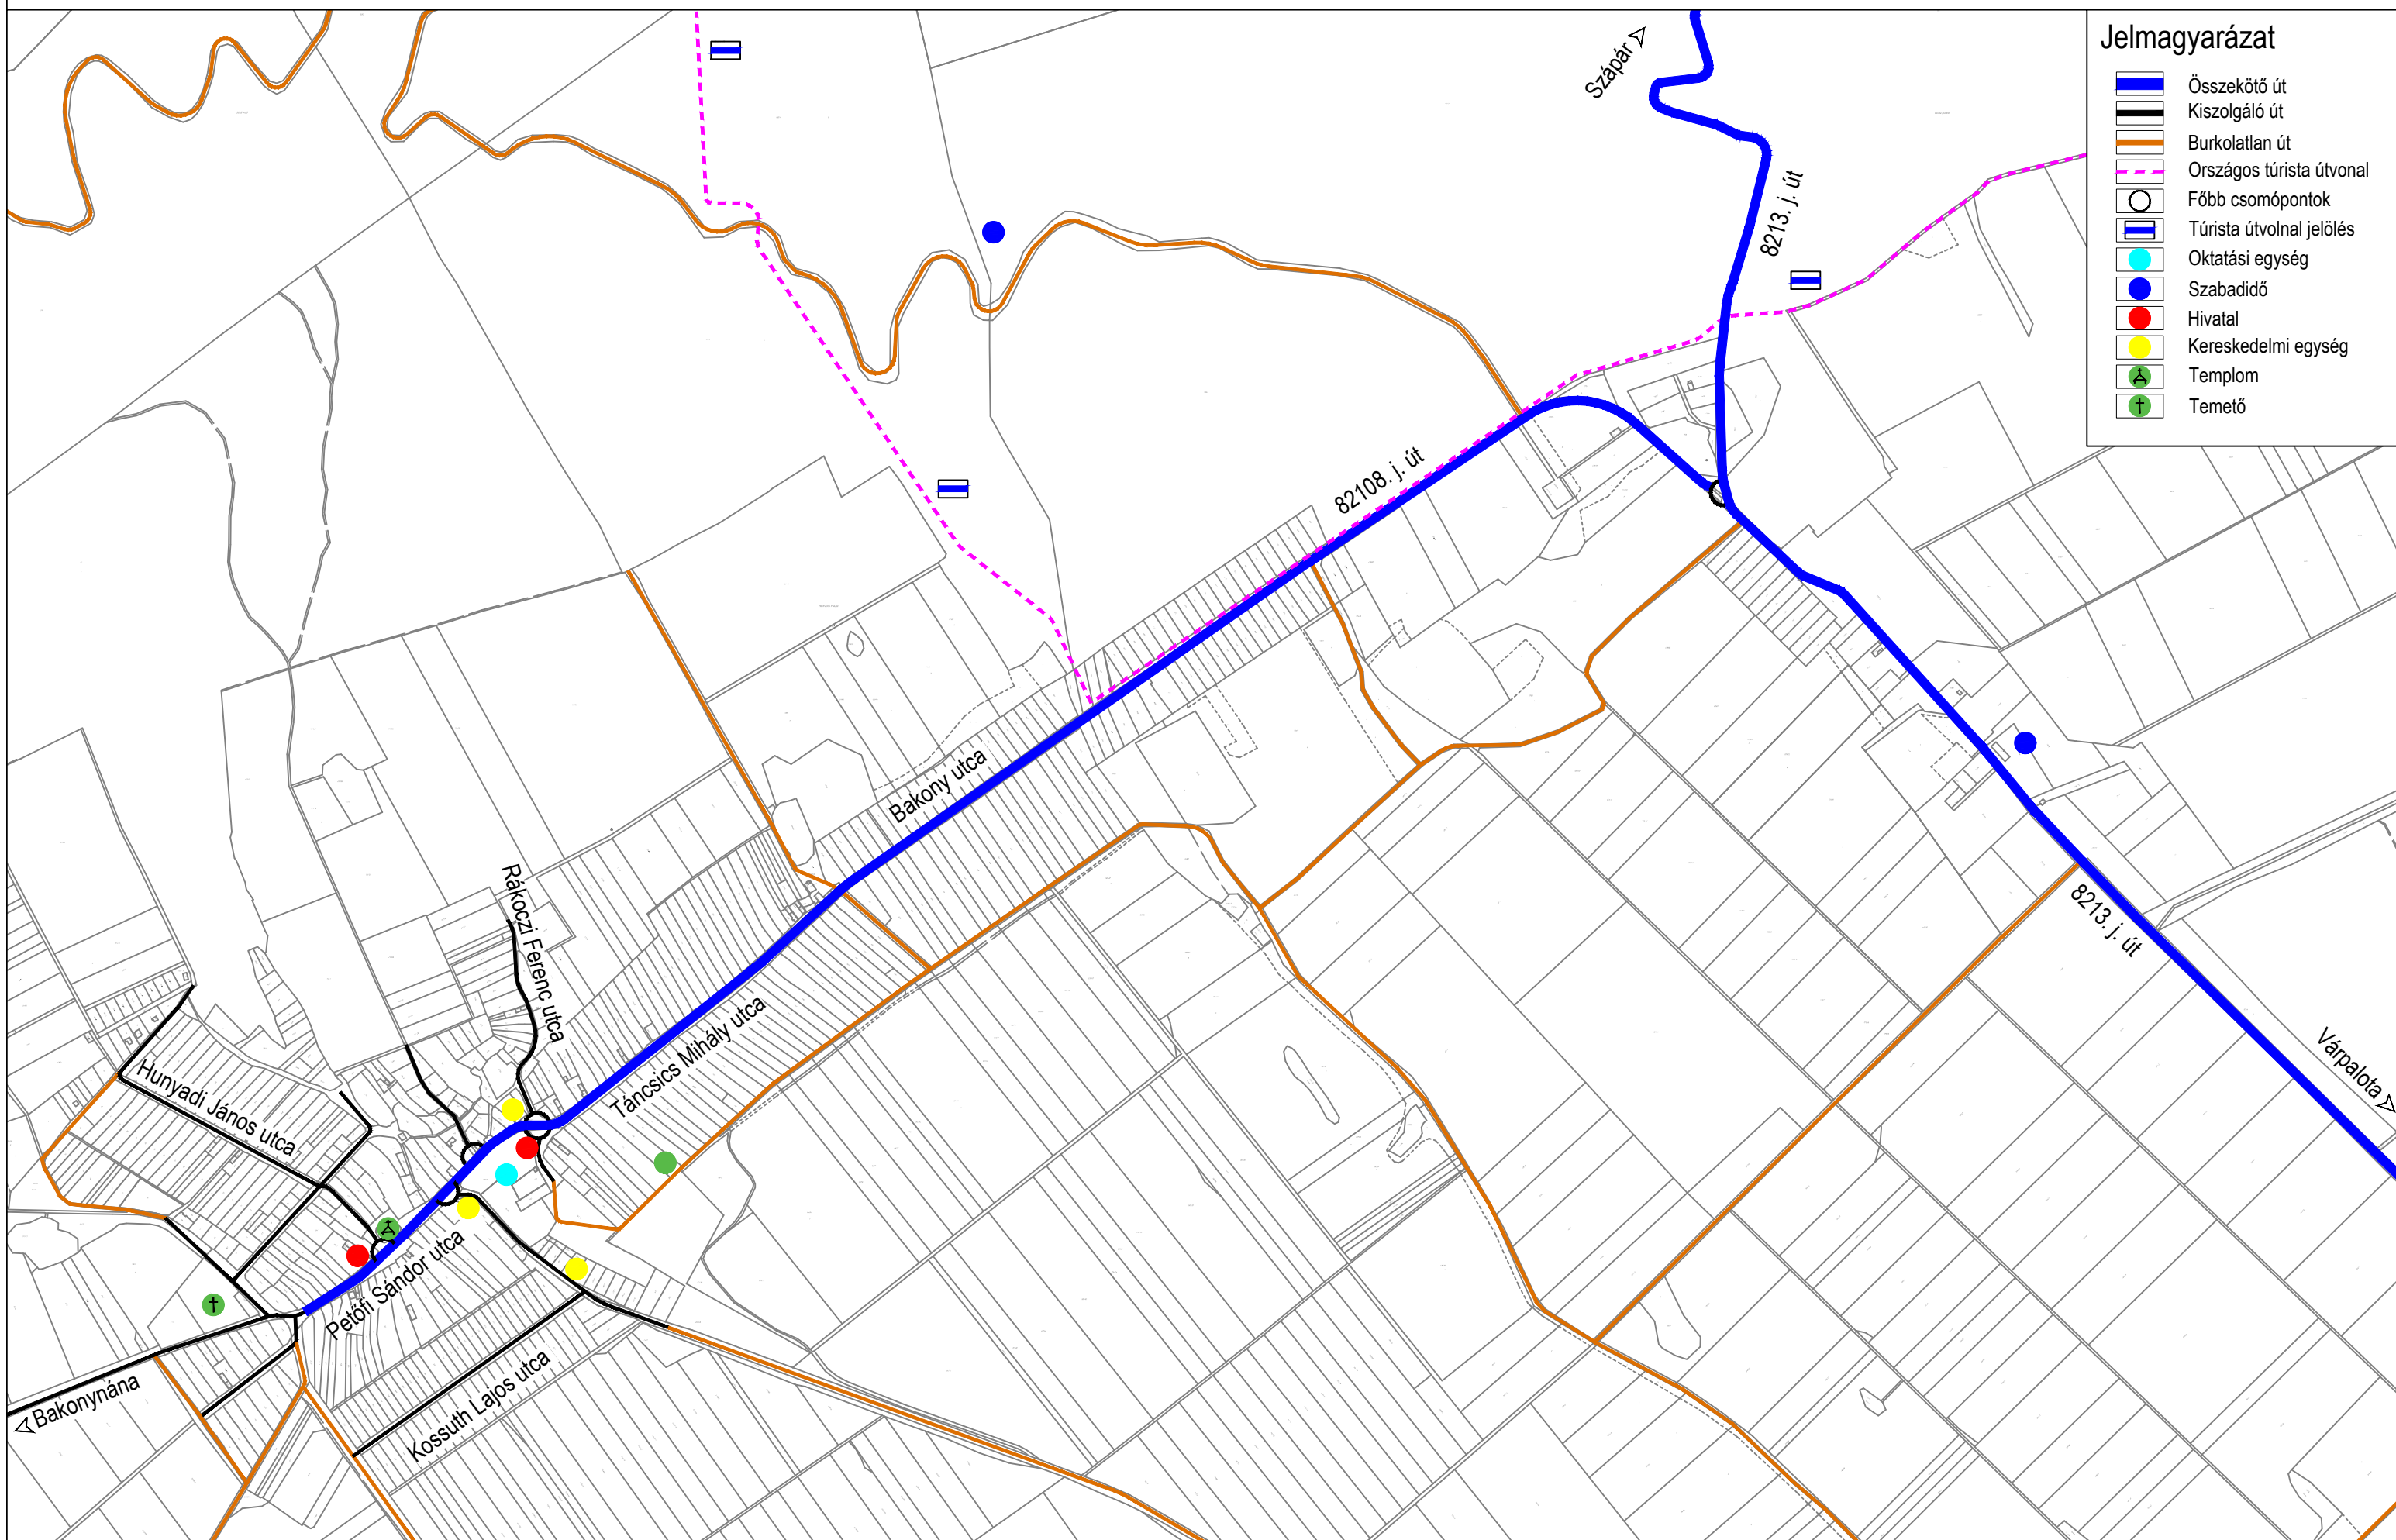 Jelmagyarázat
Összekötő út
Kiszolgáló út
Burkolatlan út
Országos túrista útvonal
Főbb csomópontok
Túrista útvolnal jelölés
Oktatási egység
Szabadidő
Hivatal
Kereskedelmi egység
Templom
Temető
Szápár
8213. j. út
82108. j. út
Bakony utca
Rákoczi Ferenc utca
8213. j. út
Táncsics Mihály utca
Várpalota
Hunyadi János utca
Petőfi Sándor utca
Bakonynána
Kossuth Lajos utca